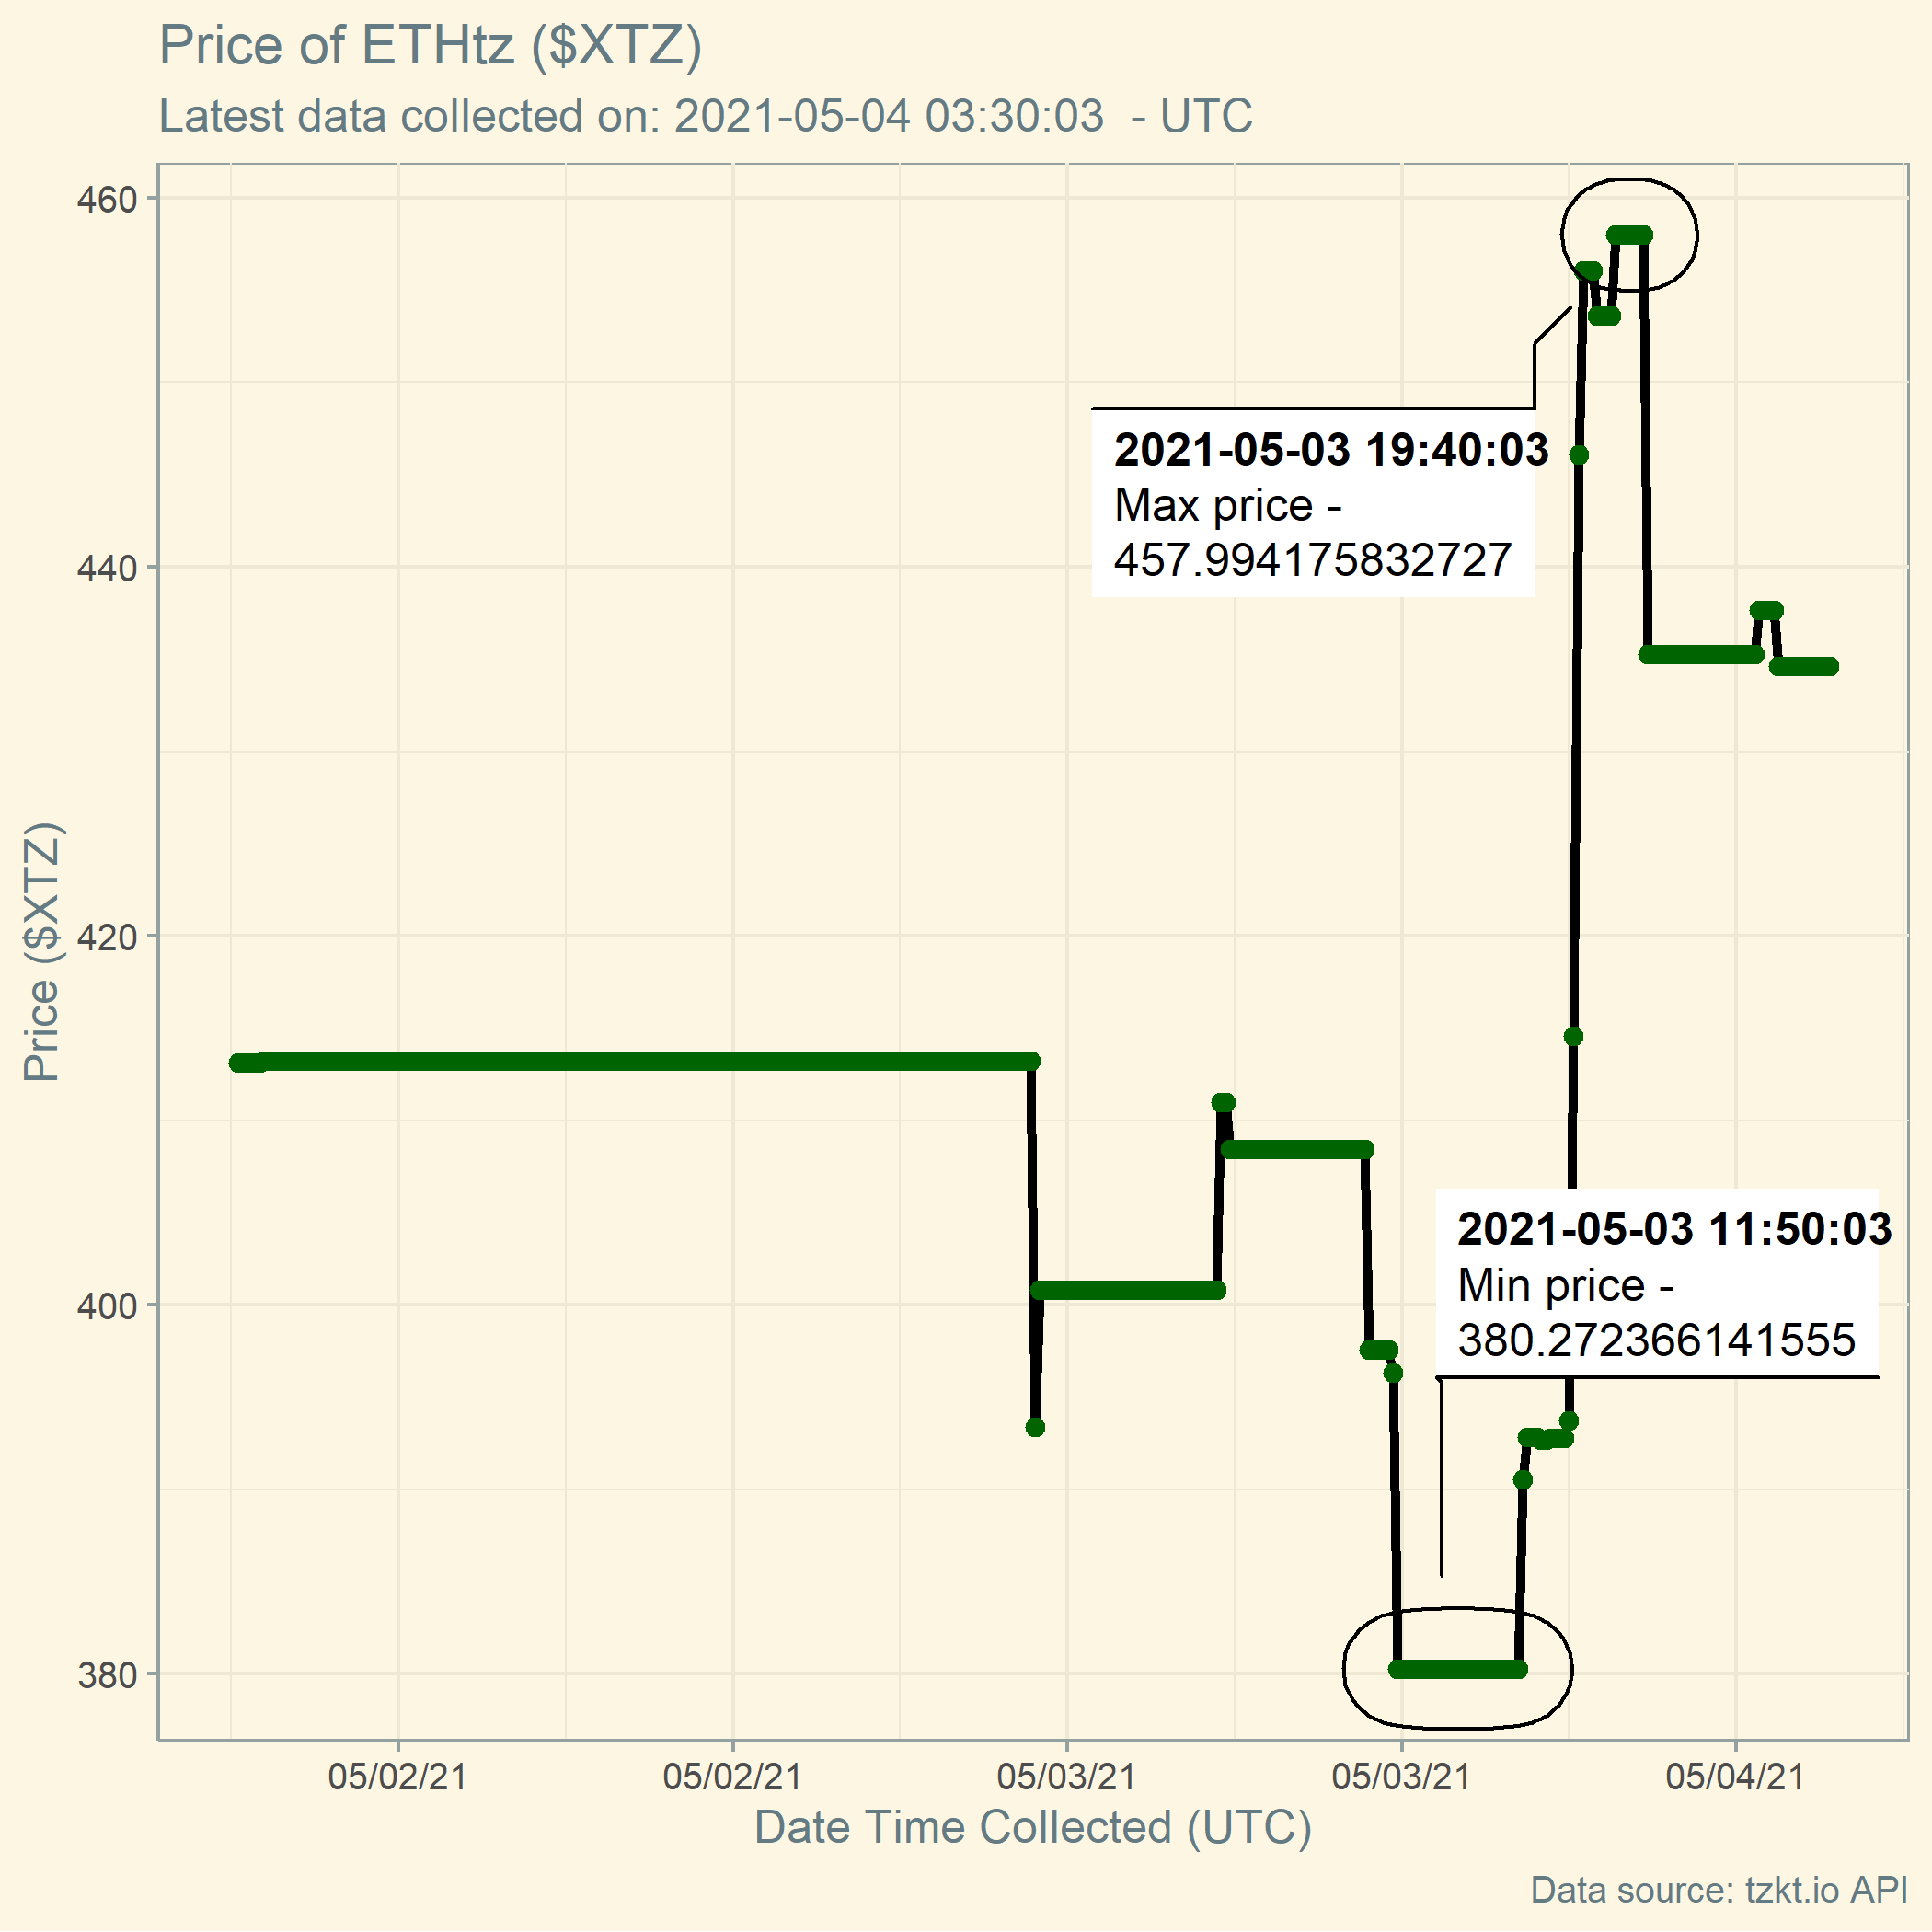 Price of ETHtz ($XTZ)
Latest data collected on: 2021-05-04 03:30:03  - UTC
460
440
420
400
380
Price ($XTZ)
2021-05-03 19:40:03
Max price -
457.994175832727
2021-05-03 11:50:03
Min price -
380.272366141555
05/02/21 05/02/21 05/03/21 05/03/21 05/04/21
Date Time Collected (UTC)
Data source: tzkt.io API